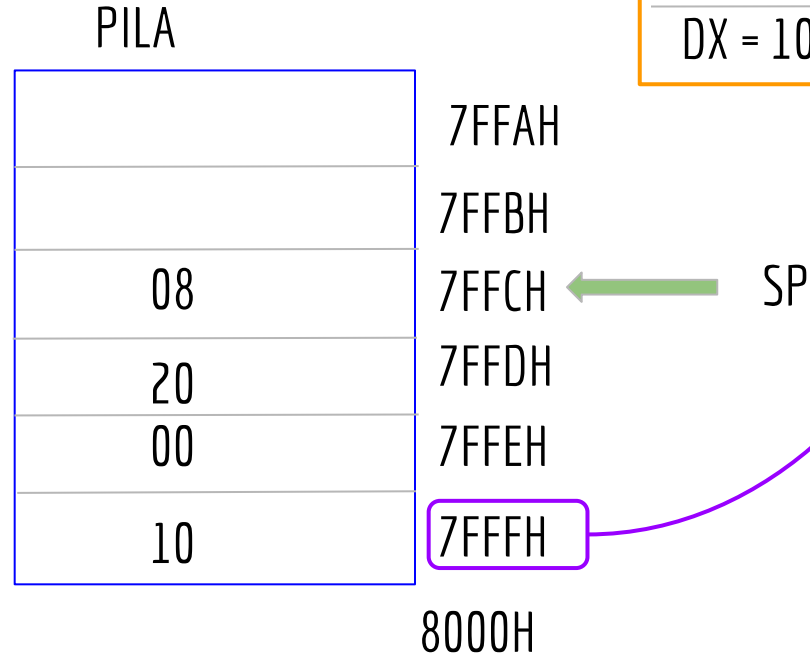 PILA
DX = 10
7FFAH
7FFBH
08 7FFCH SP
20 7FFDH
00 7FFEH
10 7FFFH
8000H